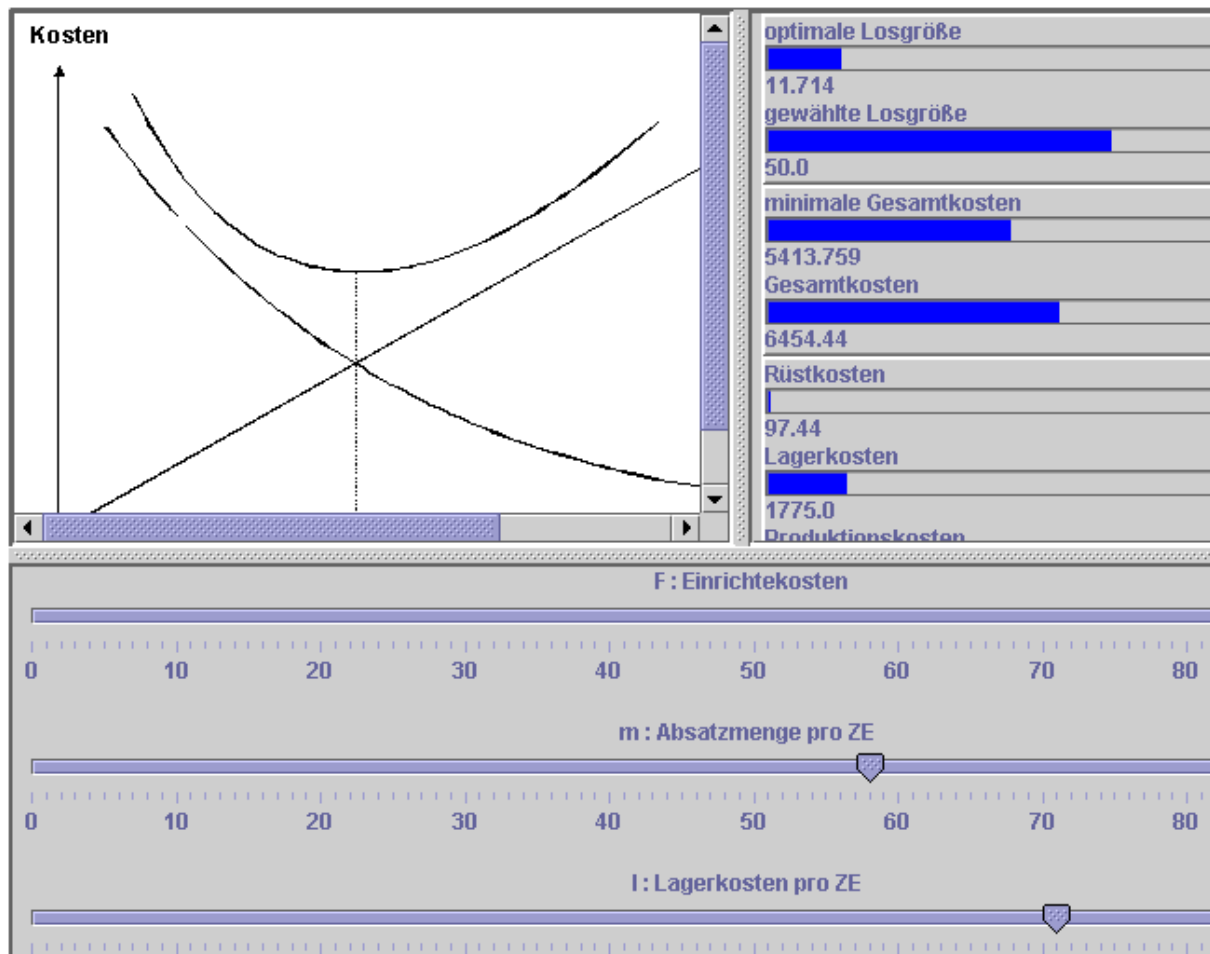 Kosten
optimale Losgröße
11.714
gewählte Losgröße
50.0
minimale Gesamtkosten
5413.759
Gesamtkosten
6454.44
Rüstkosten
97.44
Lagerkosten
1775.0
Produktionskosten
F : Einrichtekosten
0 10 20 30 40 50 60 70 80
m : Absatzmenge pro ZE
0 10 20 30 40 50 60 70 80
l : Lagerkosten pro ZE